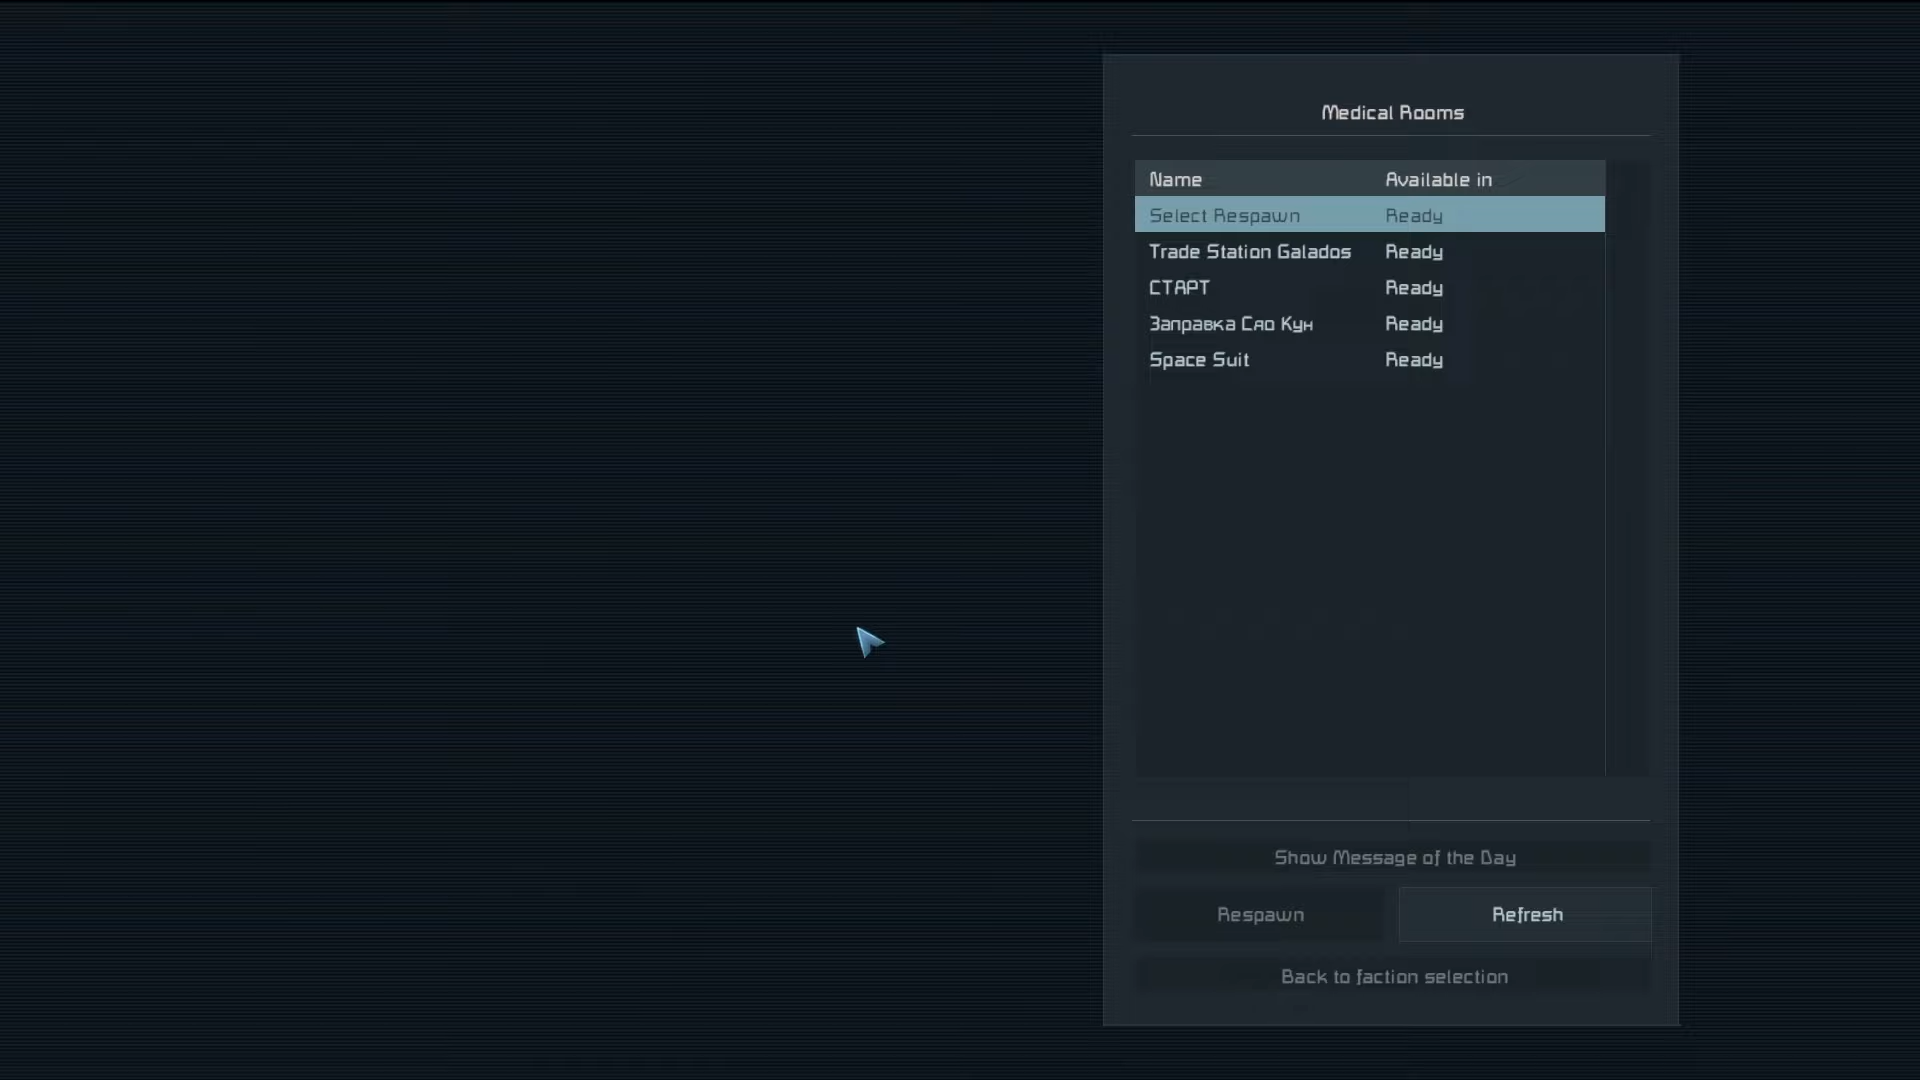 Medical Rooms
Name Available in
Select Respawn Ready
Trade Station Galados Ready
СТАРТ Ready
Заправка Сло Кун Ready
Space Suit Ready
Show Message of the Day
Respawn Refresh
Back to faction selection